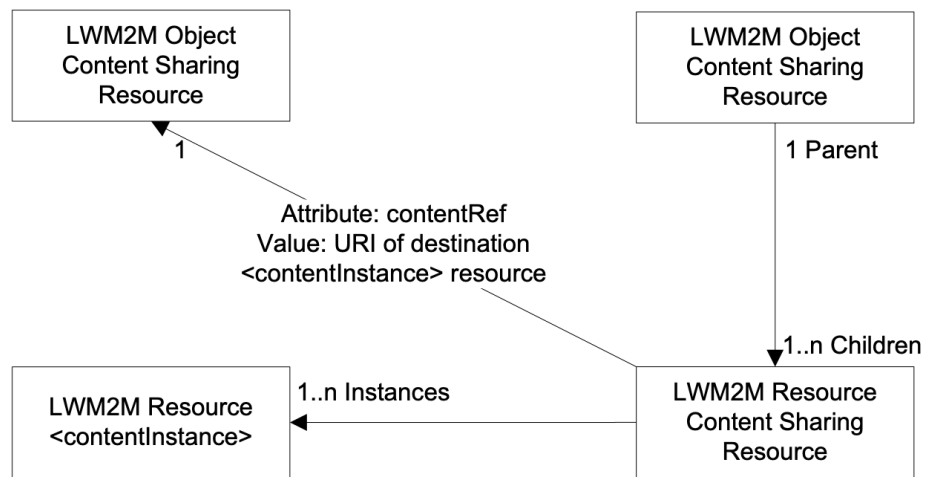 LWM2M Object
Content Sharing
Resource
LWM2M Object
Content Sharing
Resource
1
1 Parent
Attribute: contentRef
Value: URI of destination
<contentInstance> resource
1..n Children
1..n Instances
LWM2M Resource
<contentInstance>
LWM2M Resource
Content Sharing
Resource